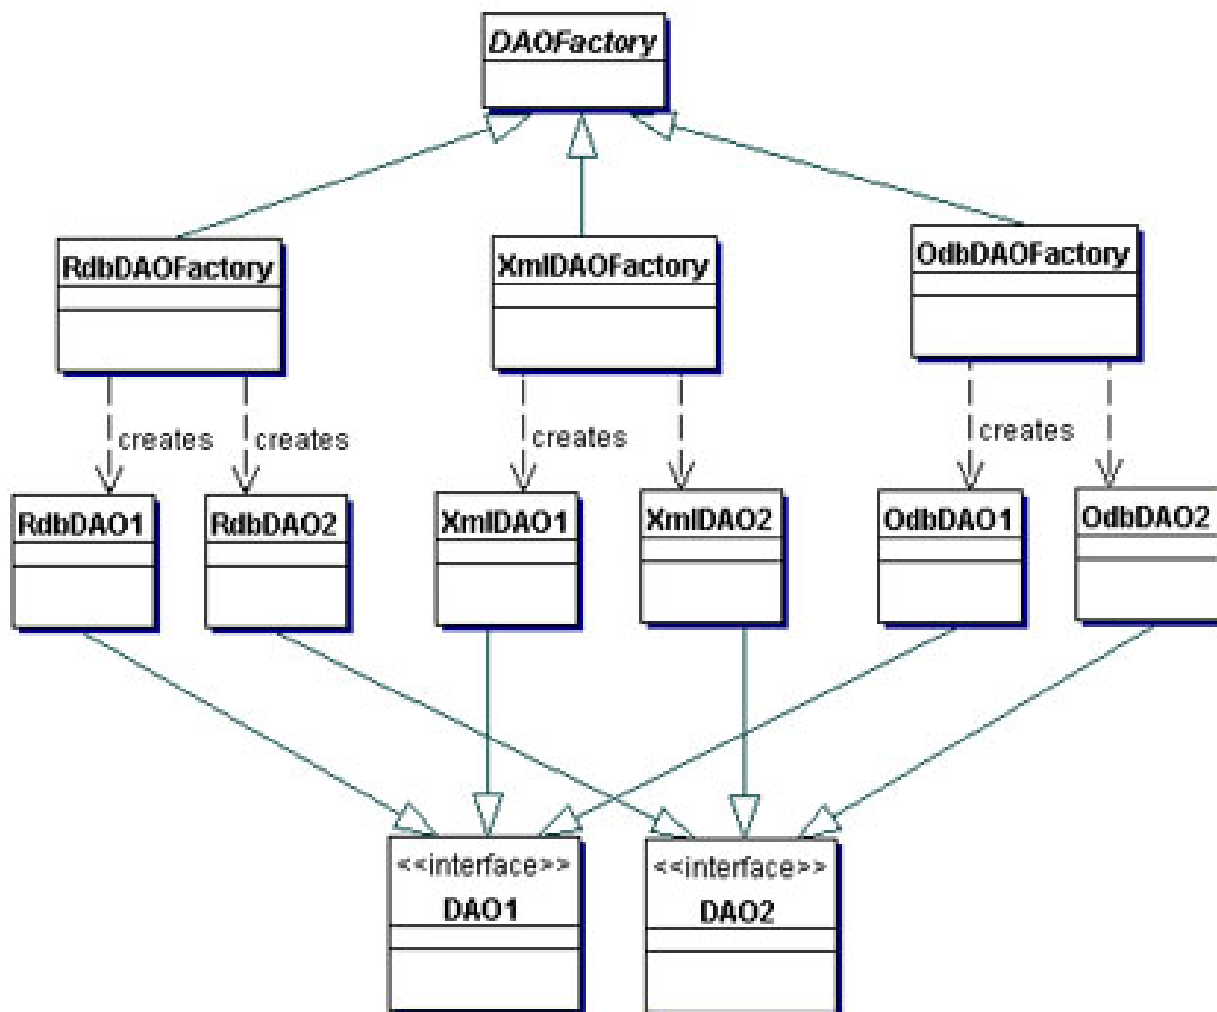 DAOFactory
RdbDAOFactory
XmlDAOFactory
OdbDAOFactory
creates
creates
creates
creates
RdbDAO1
RdbDAO2
XmlDAO1
XmlDAO2
OdbDAO1
OdbDAO2
<<interface>>
DAO1
<<interface>>
DAO2